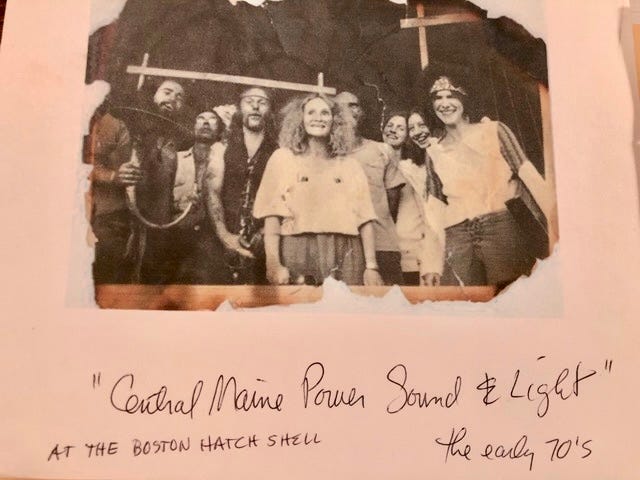 "Central Maine Power Sound & Light"
AT THE BOSTON HATCH SHELL
the early 70's